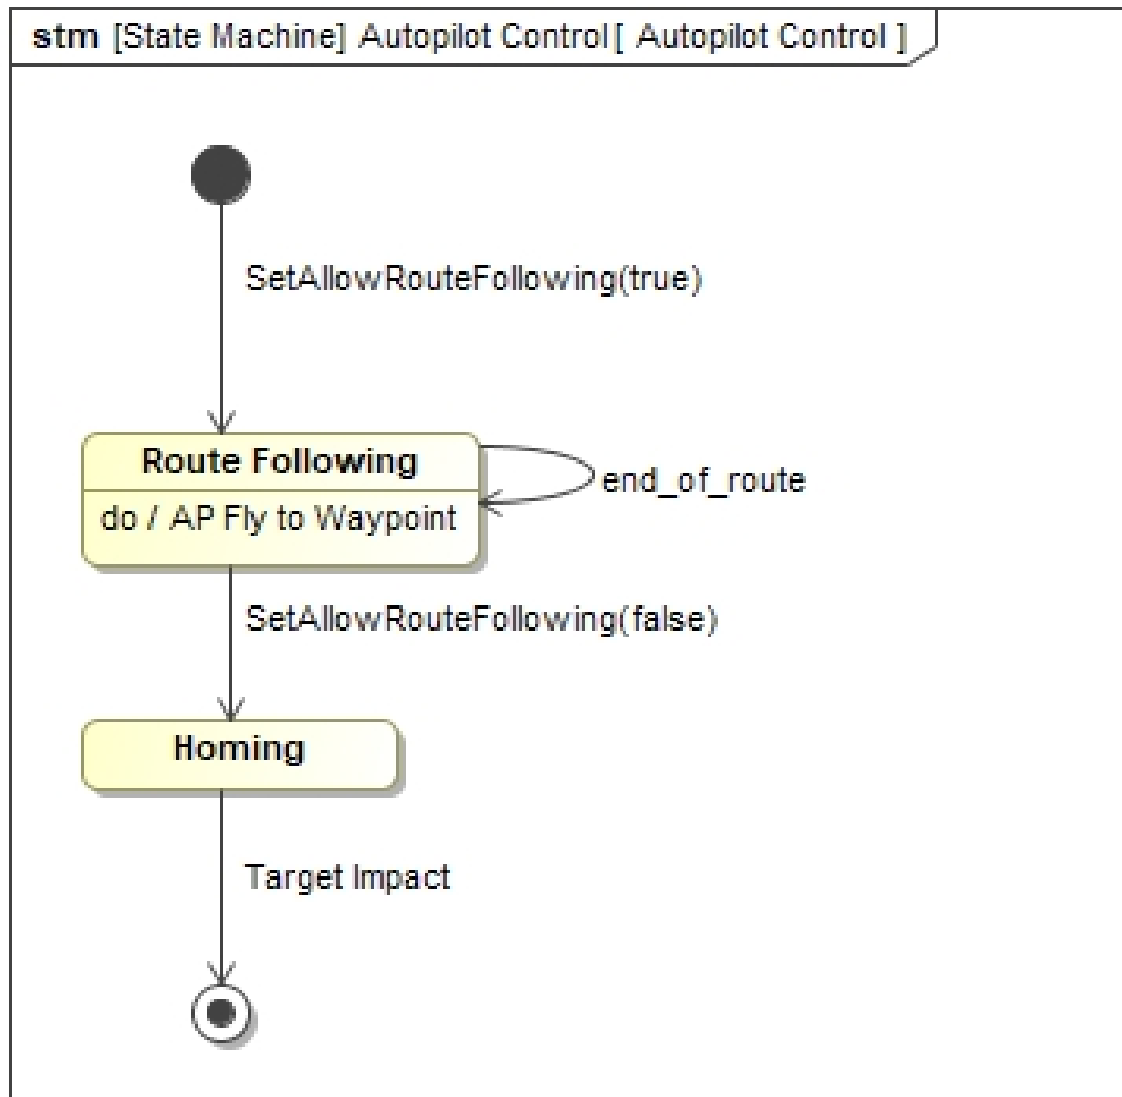 stm [State Machine] Autopilot Control[ Autopilot Control ]
SetAllowRouteFollowing(true)
Route Following
end_of_route
do / AP Fly to Waypoint
SetAllowRouteFollowing(false)
Homing
Target Impact